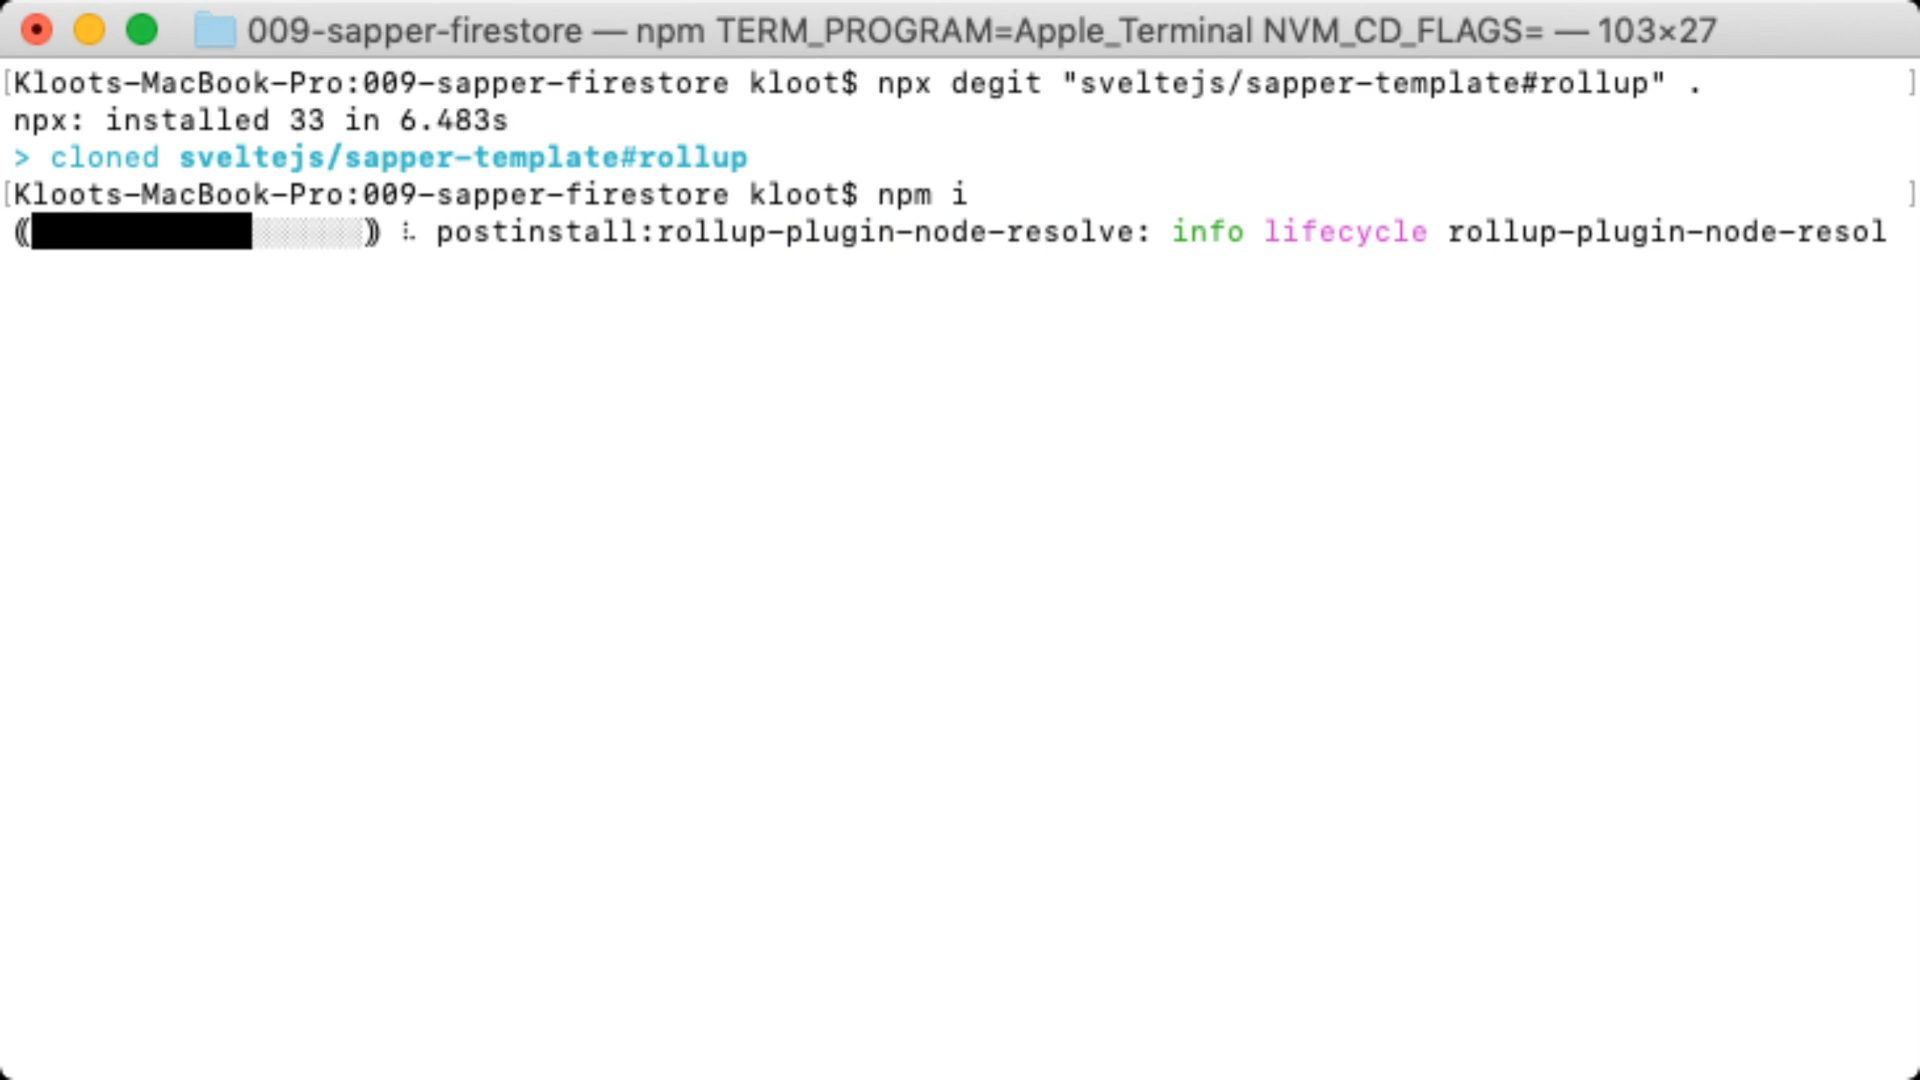 009-sapper-firestore — npm TERM_PROGRAM=Apple_Terminal NVM_CD_FLAGS= — 103×27
[Kloots-MacBook-Pro:009-sapper-firestore kloot$ npx degit "sveltejs/sapper-template#rollup" . ]
npx: installed 33 in 6.483s
> cloned sveltejs/sapper-template#rollup
[Kloots-MacBook-Pro:009-sapper-firestore kloot$ npm i ]
postinstall:rollup-plugin-node-resolve: info lifecycle rollup-plugin-node-resol